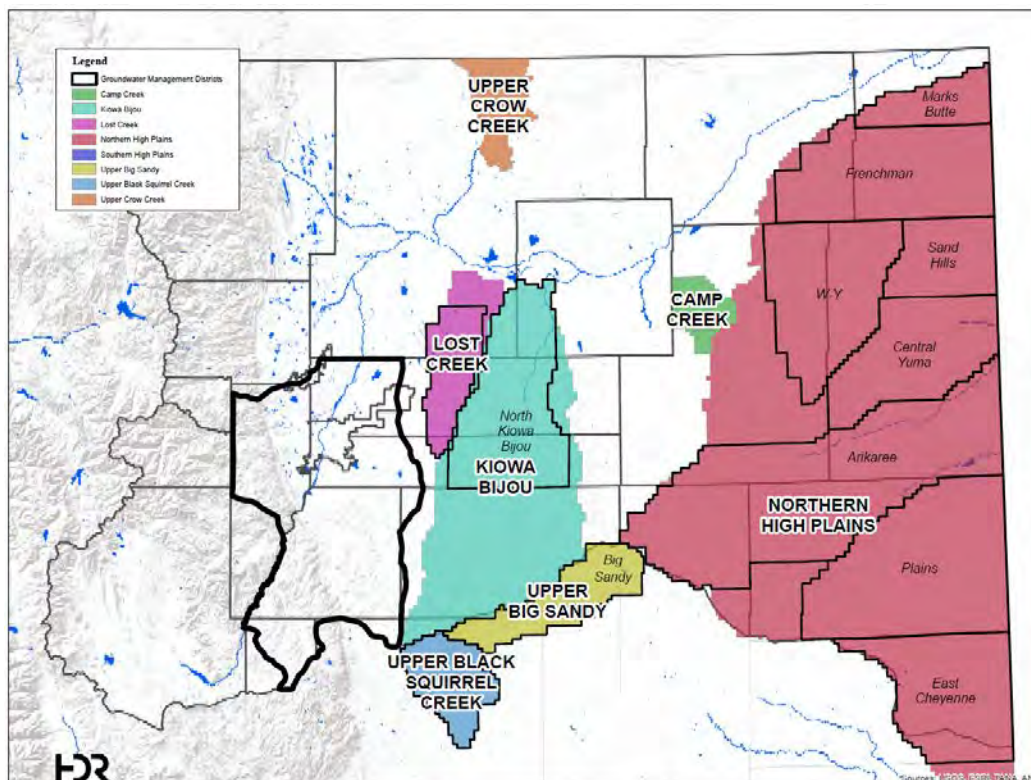 Legend
Groundwater Management Districts
Camp Creek
Kiowa Bijou
Lost Creek
Northern High Plains
Southern High Plains
Upper Big Sandy
Upper Black Squirrel Creek
Upper Crow Creek
UPPER
CROW
CREEK
Marks
Butte
Frenchman
Sand
Hills
W-Y
CAMP
CREEK
LOST
CREEK
Central
Yuma
North
Kiowa
Bijou
KIOWA
BIJOU
Arikaree
NORTHERN
HIGH PLAINS
Big
Sandy
Plains
UPPER
BIG SANDY
UPPER BLACK
SQUIRREL
CREEK
East
Cheyenne
HDR
Sources: